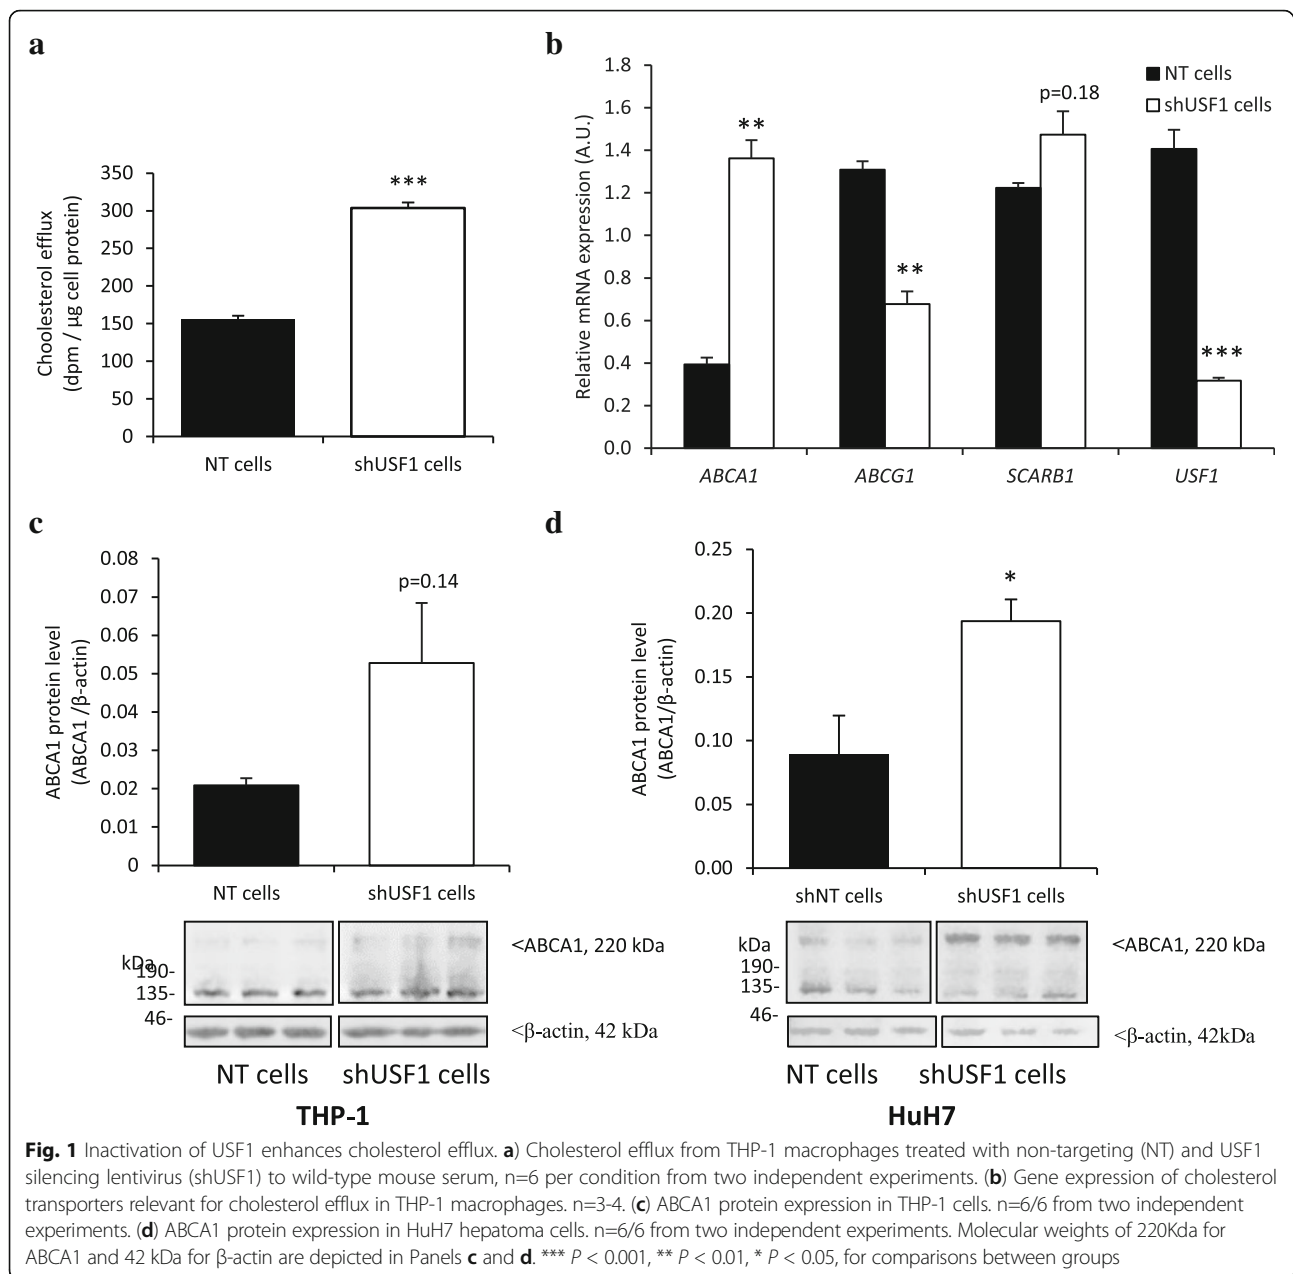 a
Choolesterol efflux
(dpm / µg cell protein)
350
300
250
200
150
100
50
0
***
NT cells
shUSF1 cells
b
Relative mRNA expression (A.U.)
1.8
1.6
1.4
1.2
1.0
0.8
0.6
0.4
0.2
0.0
NT cells
shUSF1 cells
**
**
p=0.18
***
ABCA1
ABCG1
SCARB1
USF1
c
ABCA1 protein level
(ABCA1 /β-actin)
0.08
0.07
0.06
0.05
0.04
0.03
0.02
0.01
0
p=0.14
NT cells
shUSF1 cells
kDa
190-
135-
46-
<ABCA1, 220 kDa
<β-actin, 42 kDa
NT cells
shUSF1 cells
THP-1
d
ABCA1 protein level
(ABCA1/β-actin)
0.25
0.20
0.15
0.10
0.05
0.00
*
shNT cells
shUSF1 cells
kDa
190-
135-
46-
<ABCA1, 220 kDa
<β-actin, 42kDa
NT cells
shUSF1 cells
HuH7
Fig. 1 Inactivation of USF1 enhances cholesterol efflux. a) Cholesterol efflux from THP-1 macrophages treated with non-targeting (NT) and USF1
silencing lentivirus (shUSF1) to wild-type mouse serum, n=6 per condition from two independent experiments. (b) Gene expression of cholesterol
transporters relevant for cholesterol efflux in THP-1 macrophages. n=3-4. (c) ABCA1 protein expression in THP-1 cells. n=6/6 from two independent
experiments. (d) ABCA1 protein expression in HuH7 hepatoma cells. n=6/6 from two independent experiments. Molecular weights of 220Kda for
ABCA1 and 42 kDa for β-actin are depicted in Panels c and d. *** P < 0.001, ** P < 0.01, * P < 0.05, for comparisons between groups